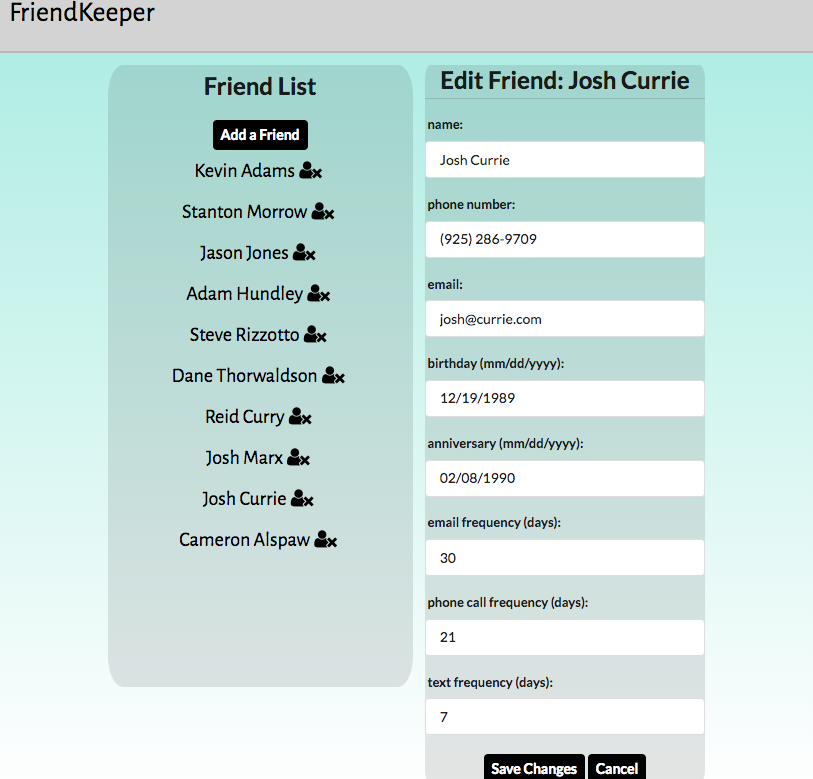 FriendKeeper
Friend List
Add a Friend
Kevin Adams
Stanton Morrow
Jason Jones
Adam Hundley
Steve Rizzotto
Dane Thorwaldson
Reid Curry
Josh Marx
Josh Currie
Cameron Alspaw
Edit Friend: Josh Currie
name:
Josh Currie
phone number:
(925) 286-9709
email:
josh@currie.com
birthday (mm/dd/yyyy):
12/19/1989
anniversary (mm/dd/yyyy):
02/08/1990
email frequency (days):
30
phone call frequency (days):
21
text frequency (days):
7
Save Changes Cancel